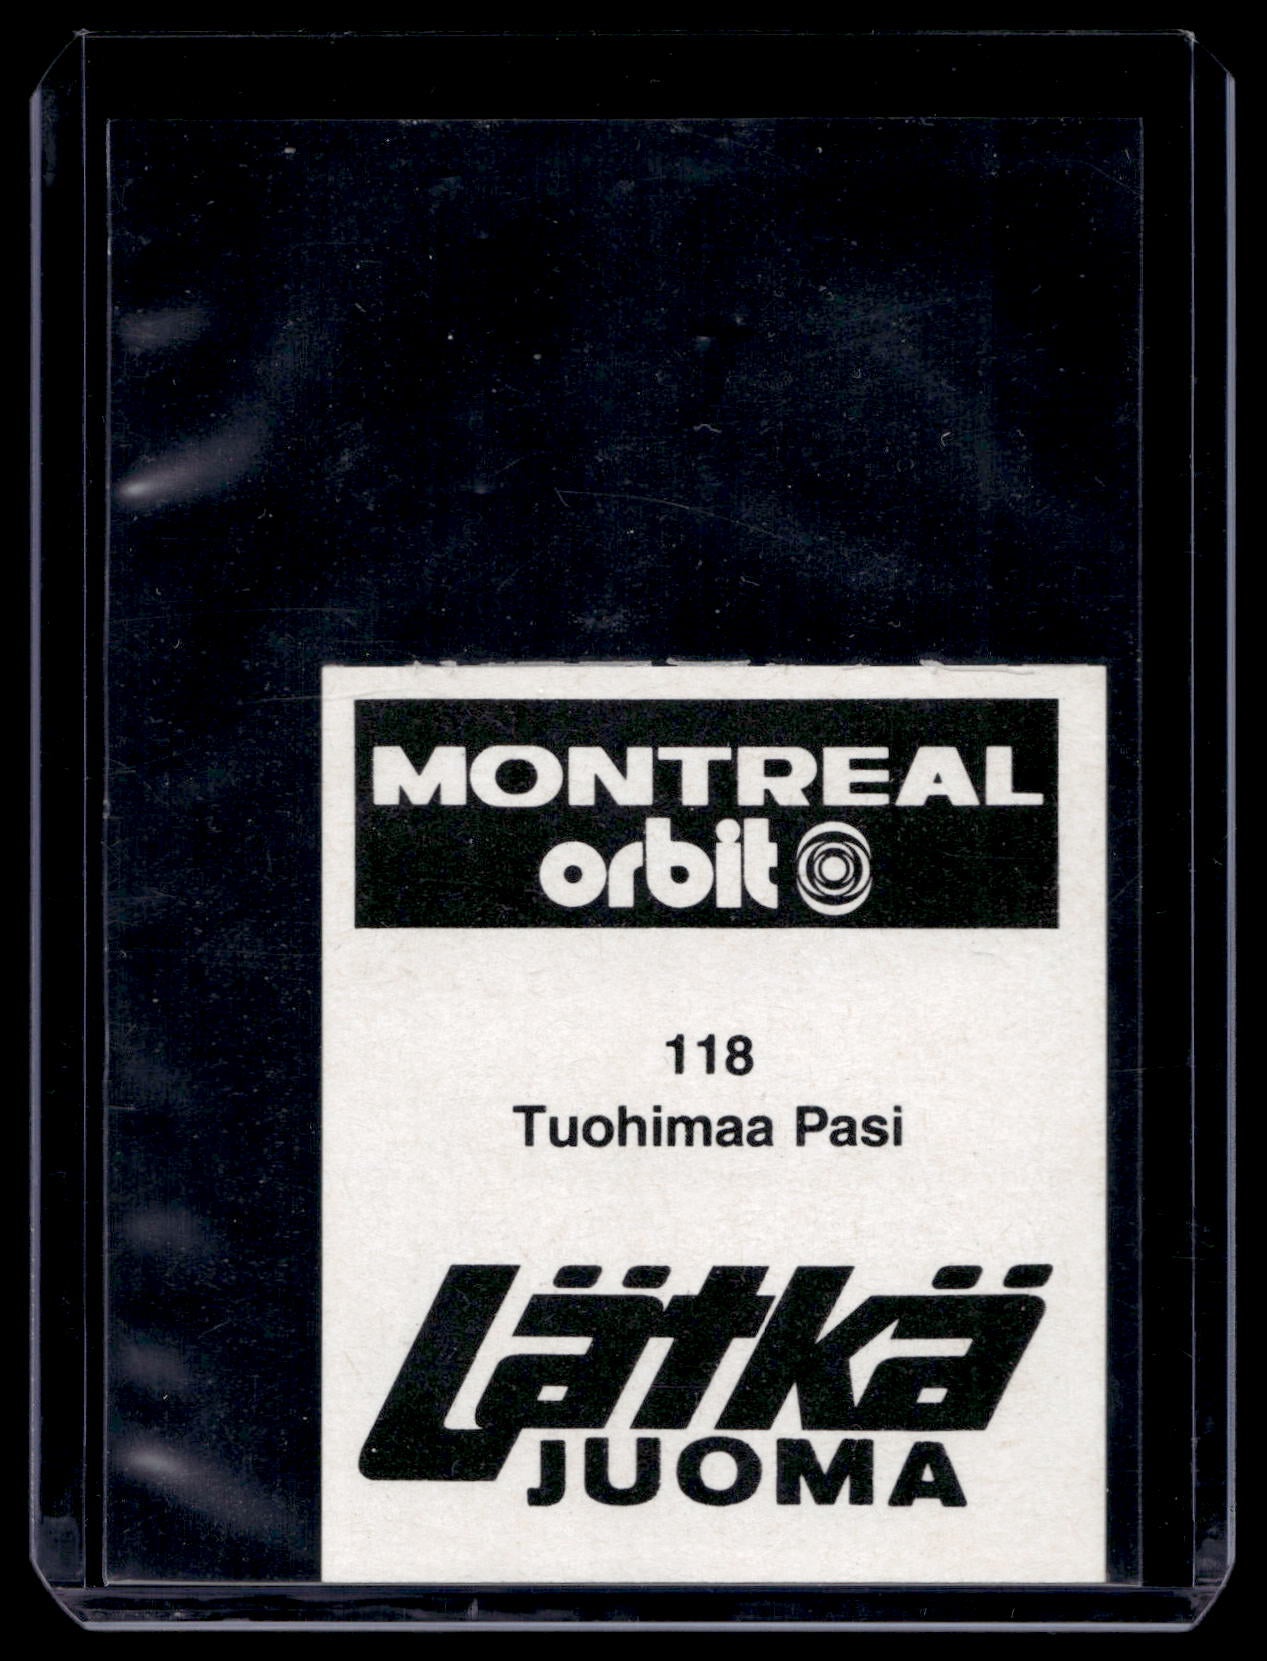 MONTREAL
orbit
118
Tuohimaa Pasi
Lätkä
JUOMA